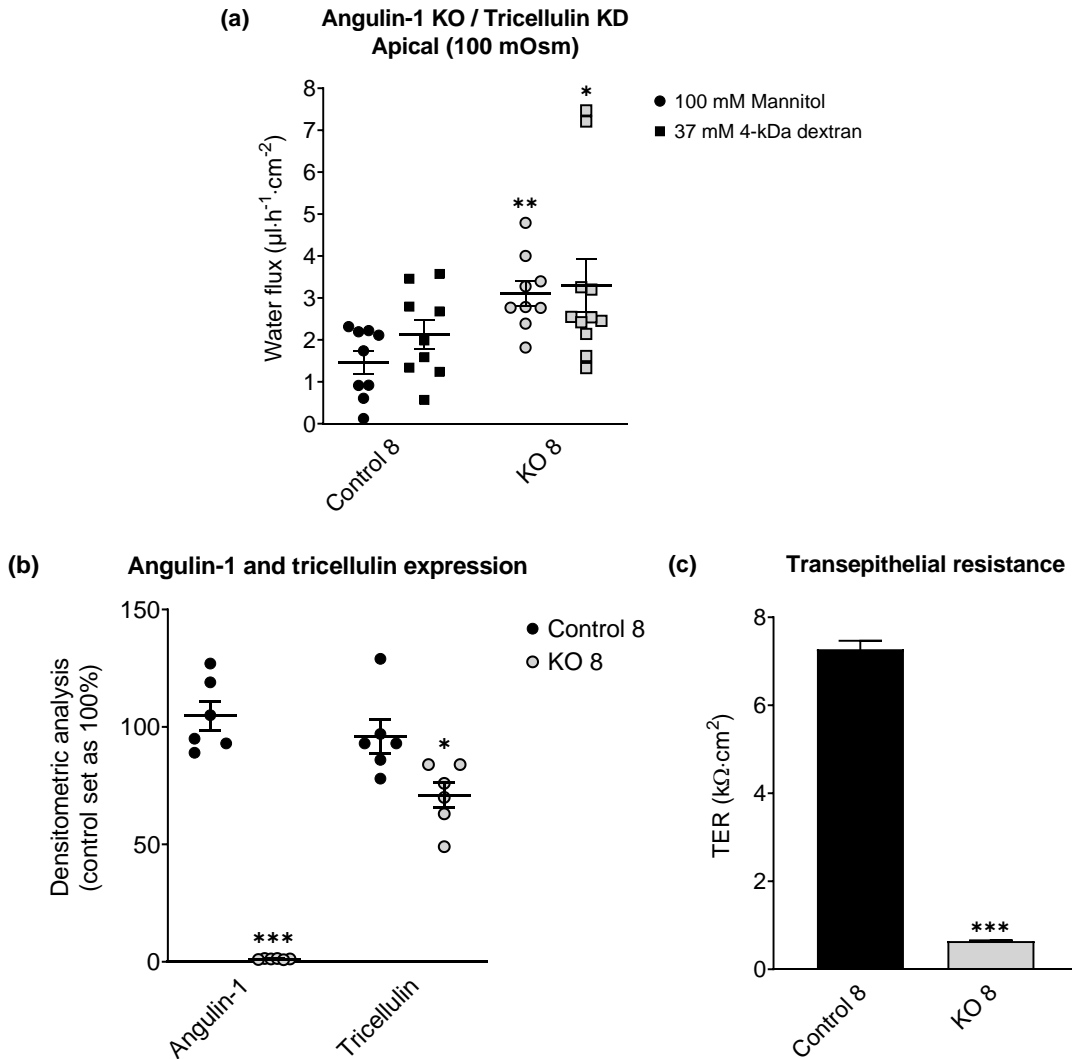 (a)
Angulin-1 KO / Tricellulin KD
Apical (100 mOsm)
Water flux (µl·h⁻¹·cm⁻²)
8
7
6
5
4
3
2
1
0
**
*
Control 8
KO 8
100 mM Mannitol
37 mM 4-kDa dextran
(b)
Angulin-1 and tricellulin expression
Densitometric analysis
(control set as 100%)
150
100
50
0
***
*
Angulin-1
Tricellulin
Control 8
KO 8
(c)
Transepithelial resistance
TER (kΩ·cm²)
8
6
4
2
0
***
Control 8
KO 8